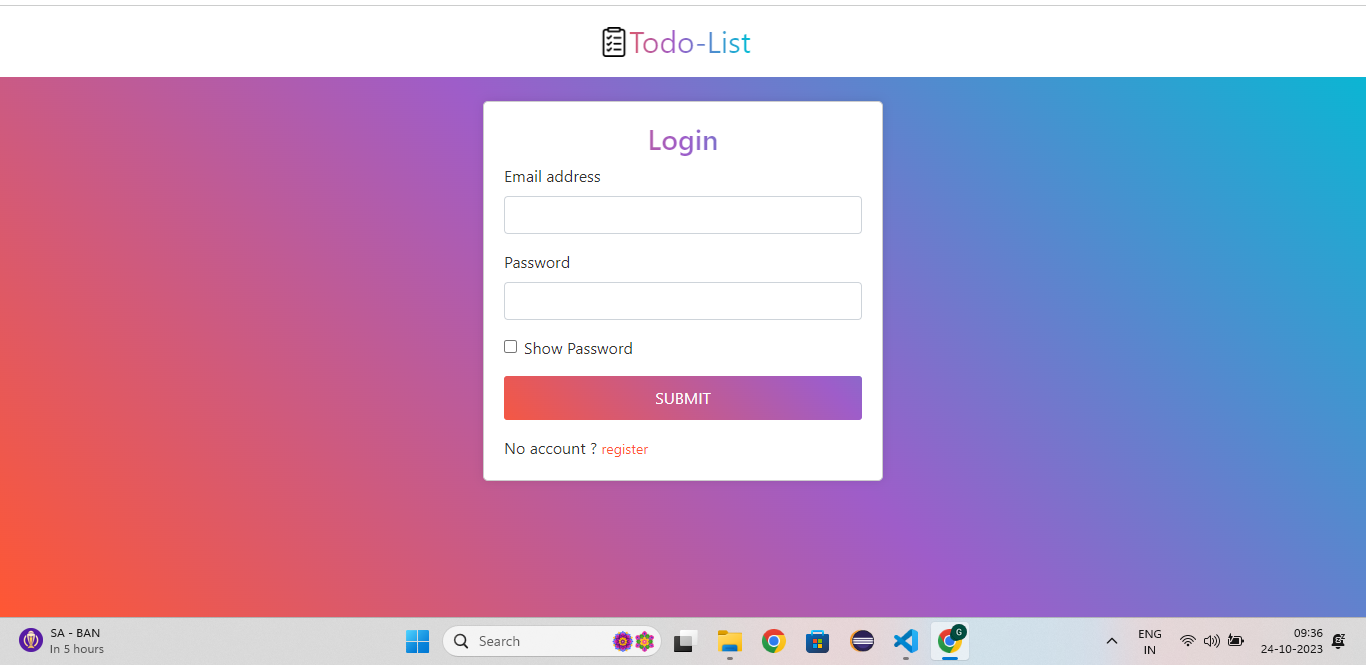 Todo-List
Login
Email address
Password
Show Password
SUBMIT
No account ? register
SA - BAN
In 5 hours
Search
G
ENG
IN
09:36
24-10-2023